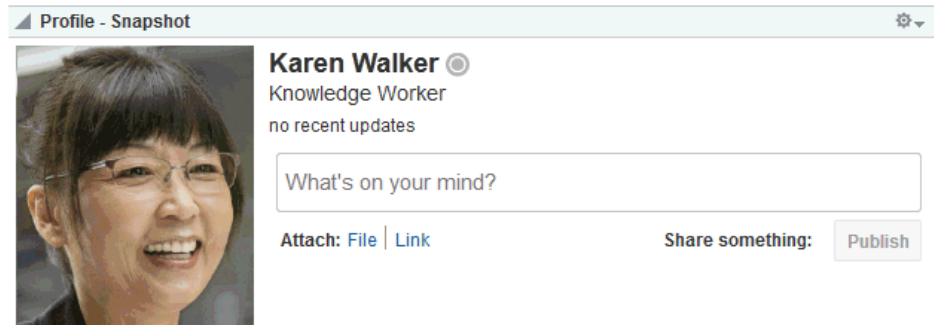 Profile - Snapshot
Karen Walker
Knowledge Worker
no recent updates
What's on your mind?
Attach: File | Link Share something: Publish